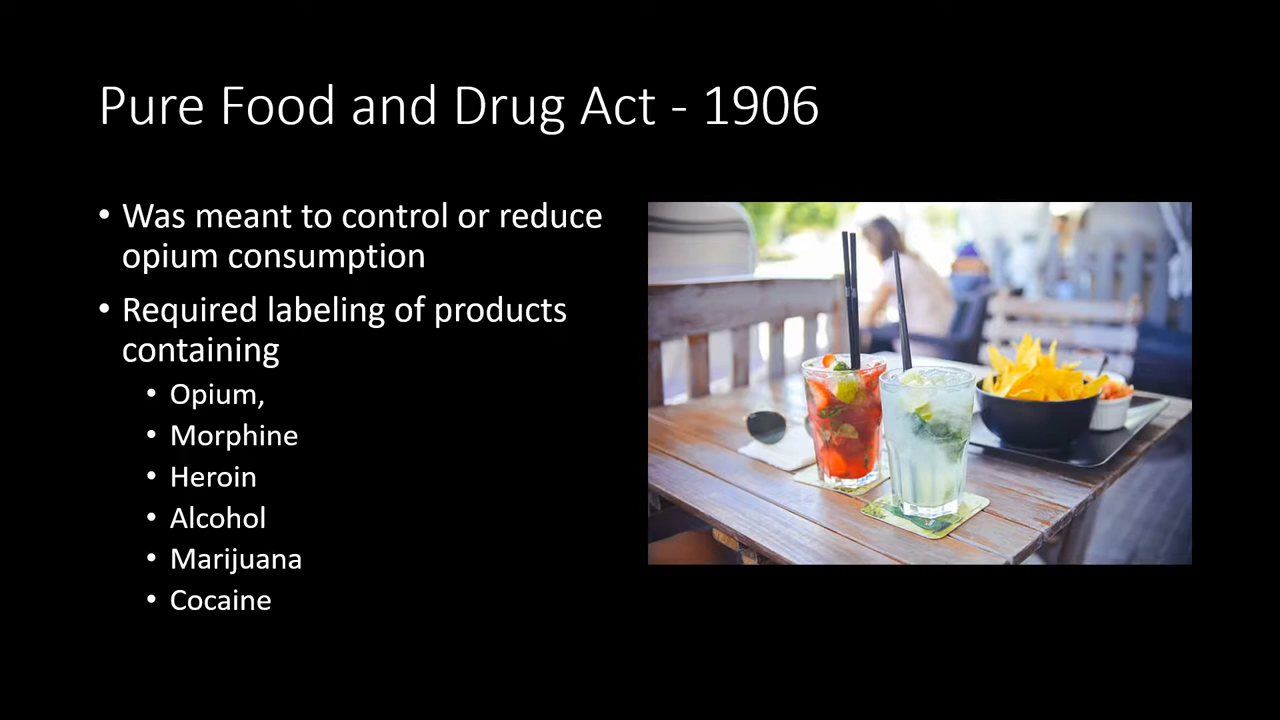 Pure Food and Drug Act - 1906
• Was meant to control or reduce
opium consumption
• Required labeling of products
containing
• Opium,
• Morphine
• Heroin
• Alcohol
• Marijuana
• Cocaine